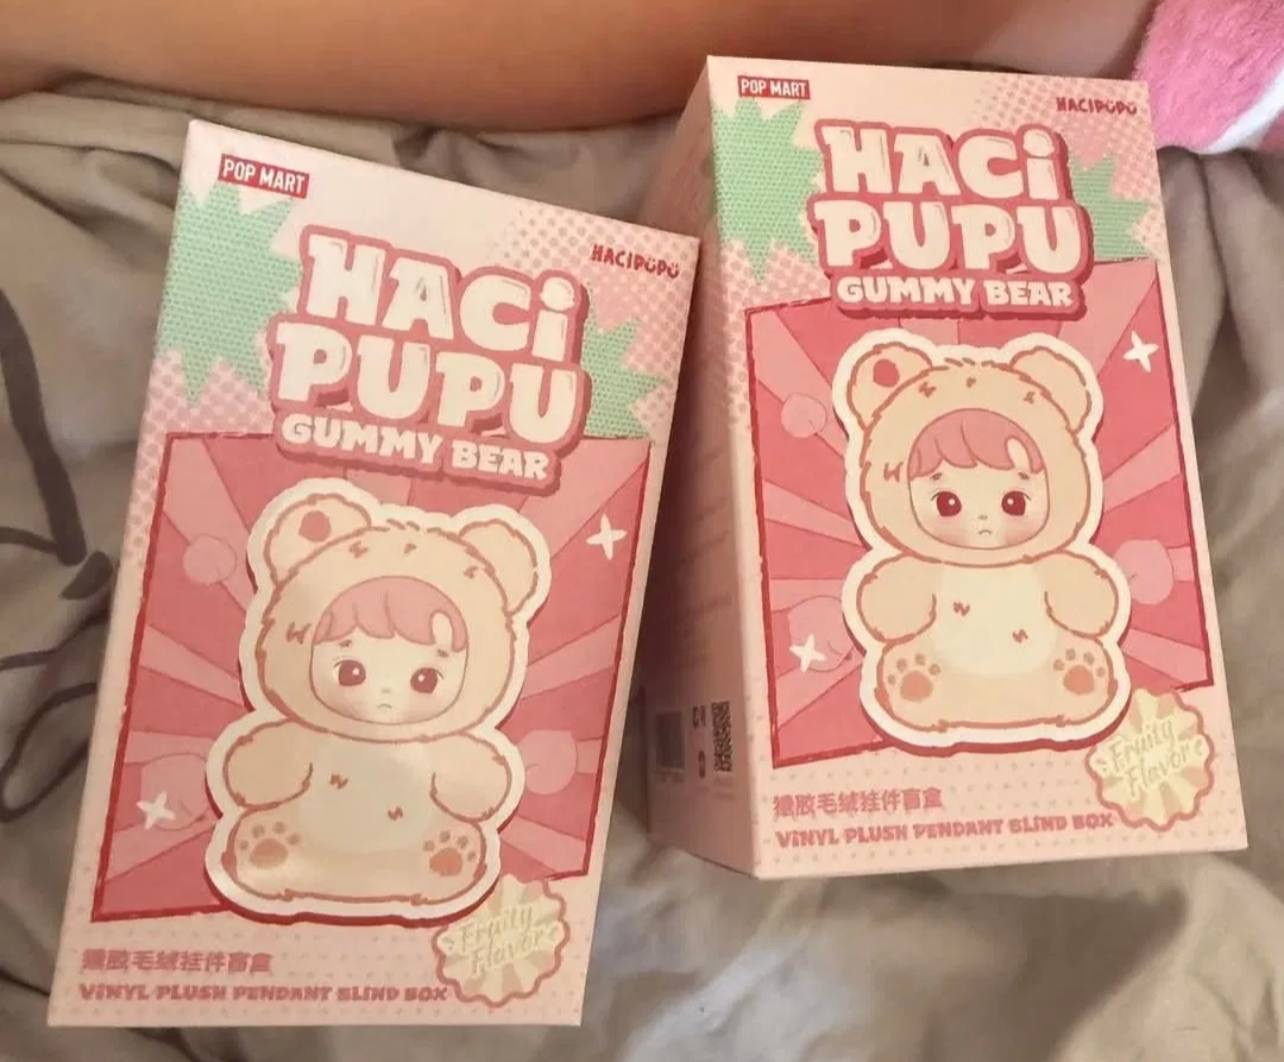 POP MART
HACIPUPU
HACI
PUPU
GUMMY BEAR
Fruity
Flavore
搪胶毛绒挂件盲盒
VINYL PLUSH PENDANT BLIND BOX
POP MART
HACIPUPU
HACI
PUPU
GUMMY BEAR
Fruity
Flavore
搪胶毛绒挂件盲盒
VINYL PLUSH PENDANT BLIND BOX